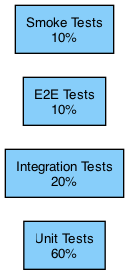 Smoke Tests
10%
E2E Tests
10%
Integration Tests
20%
Unit Tests
60%